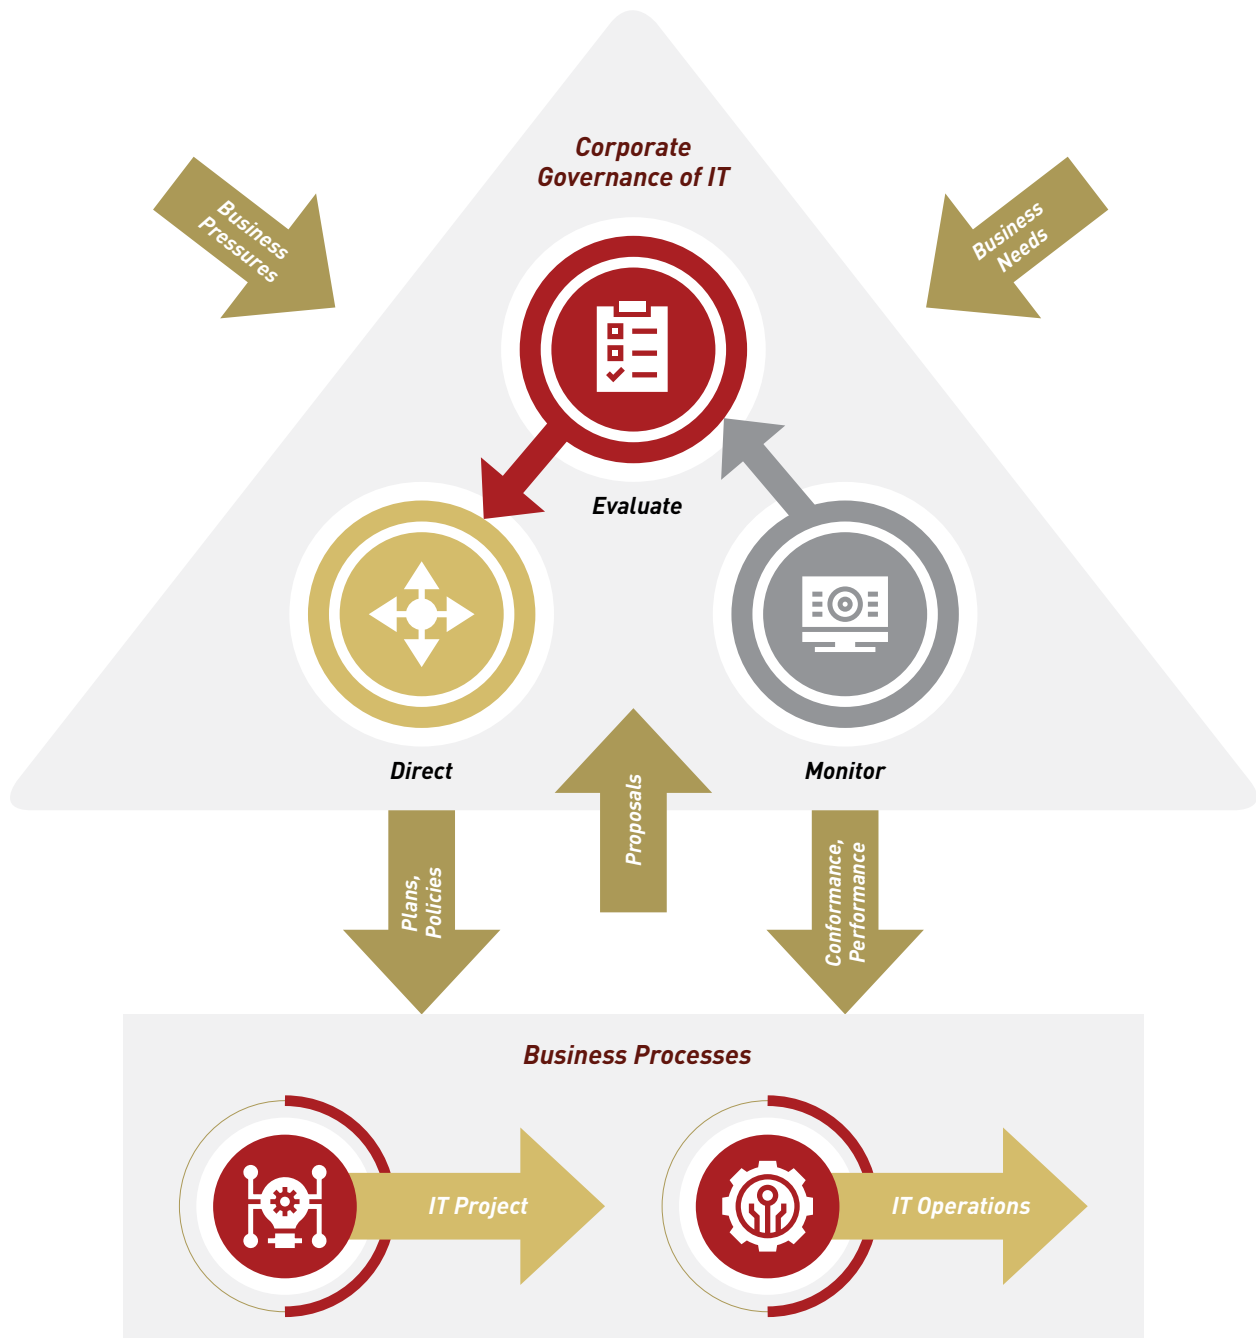 Corporate
Governance of IT
Business
Pressures
Business
Needs
Evaluate
Direct
Monitor
Proposals
Plans,
Policies
Conformance,
Performance
Business Processes
IT Project
IT Operations